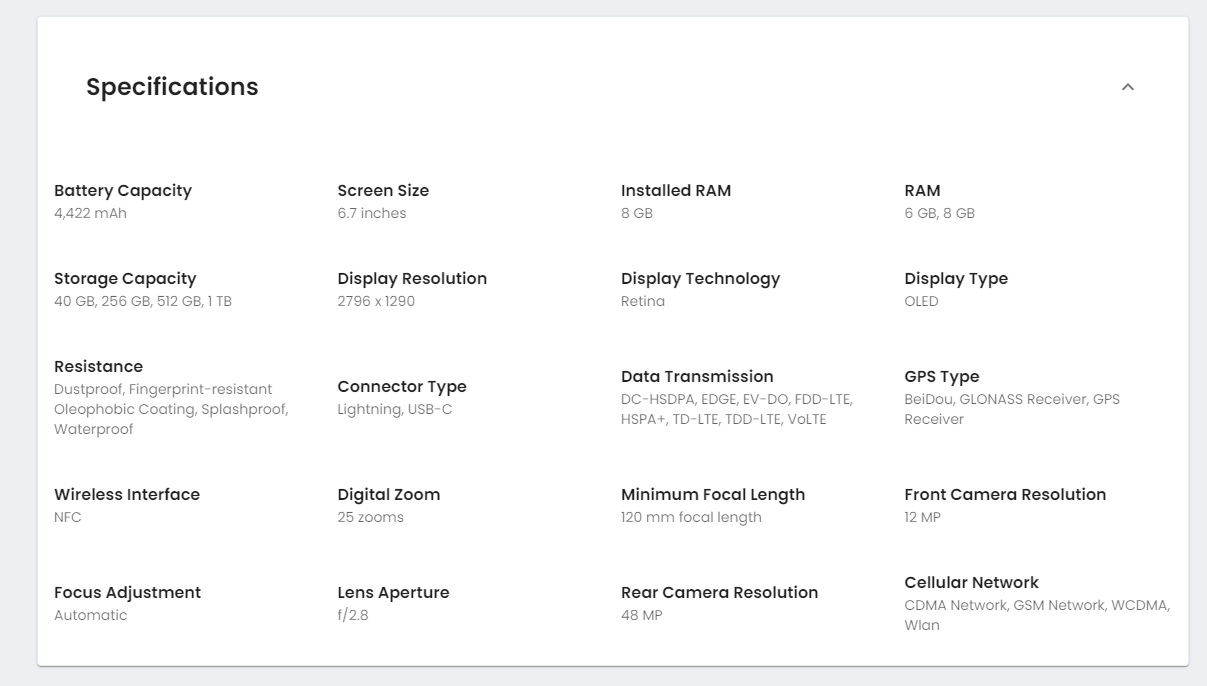 Specifications
Battery Capacity
4,422 mAh
Screen Size
6.7 inches
Installed RAM
8 GB
RAM
6 GB, 8 GB
Storage Capacity
40 GB, 256 GB, 512 GB, 1 TB
Display Resolution
2796 x 1290
Display Technology
Retina
Display Type
OLED
Resistance
Dustproof, Fingerprint-resistant
Oleophobic Coating, Splashproof,
Waterproof
Connector Type
Lightning, USB-C
Data Transmission
DC-HSDPA, EDGE, EV-DO, FDD-LTE,
HSPA+, TD-LTE, TDD-LTE, VoLTE
GPS Type
BeiDou, GLONASS Receiver, GPS
Receiver
Wireless Interface
NFC
Digital Zoom
25 zooms
Minimum Focal Length
120 mm focal length
Front Camera Resolution
12 MP
Focus Adjustment
Automatic
Lens Aperture
f/2.8
Rear Camera Resolution
48 MP
Cellular Network
CDMA Network, GSM Network, WCDMA,
Wlan